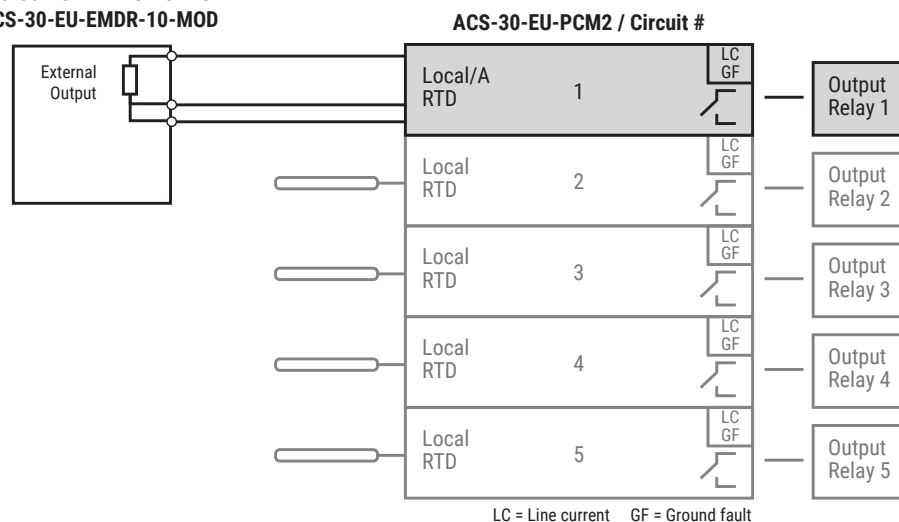 CS-30-EU-EMDR-10-MOD
ACS-30-EU-PCM2 / Circuit #
External
Output
Local/A
RTD
1
LC
GF
Output
Relay 1
Local
RTD
2
LC
GF
Output
Relay 2
Local
RTD
3
LC
GF
Output
Relay 3
Local
RTD
4
LC
GF
Output
Relay 4
Local
RTD
5
LC
GF
Output
Relay 5
LC = Line current GF = Ground fault